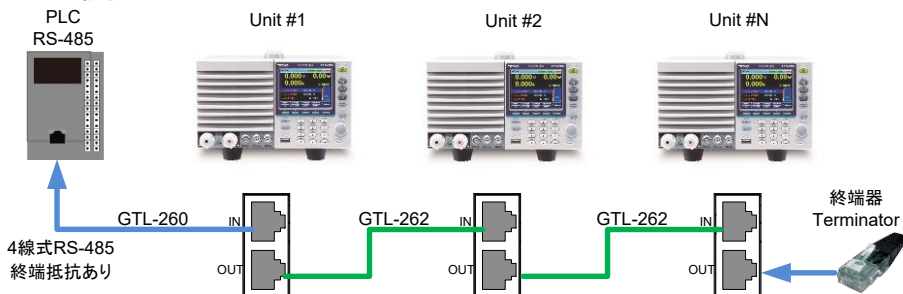 PLC
RS-485
Unit #1
Unit #2
Unit #N
GTL-260
IN
OUT
GTL-262
IN
OUT
GTL-262
IN
OUT
終端器
Terminator
4線式RS-485
終端抵抗あり